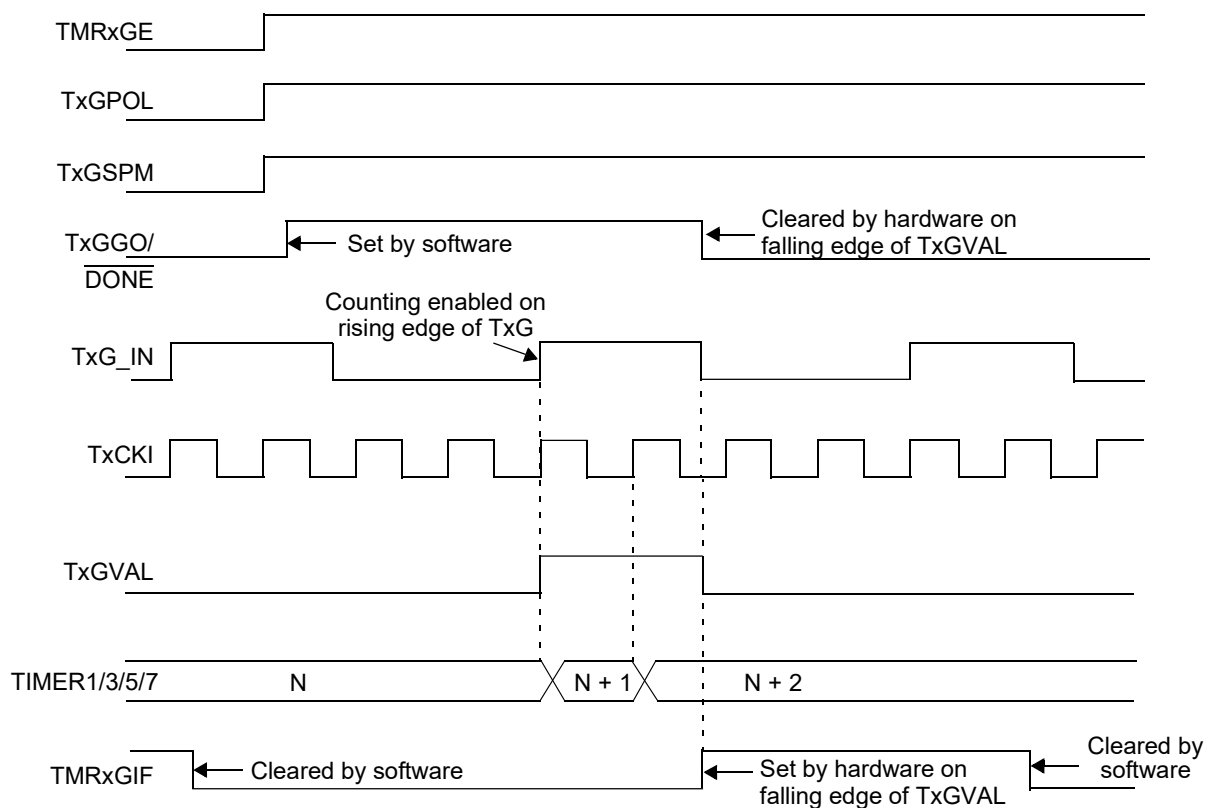 TMRxGE
TxGPOL
TxGSPM
TxGGO/
DONE
Set by software
Cleared by hardware on
falling edge of TxGVAL
Counting enabled on
rising edge of TxG
TxG_IN
TxCKI
TxGVAL
TIMER1/3/5/7
N
N + 1
N + 2
TMRxGIF
Cleared by software
Set by hardware on
falling edge of TxGVAL
Cleared by
software